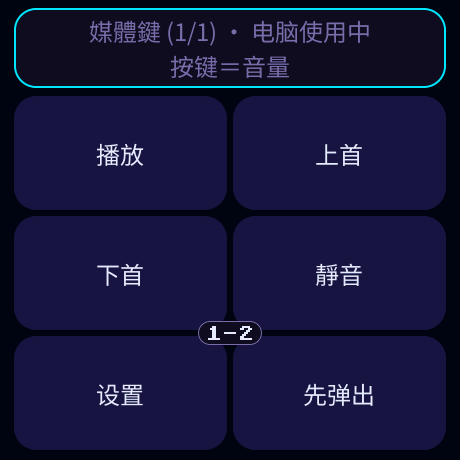 媒體鍵 (1/1) • 电脑使用中
按键＝音量
播放
上首
下首
靜音
1-2
设置
先弹出